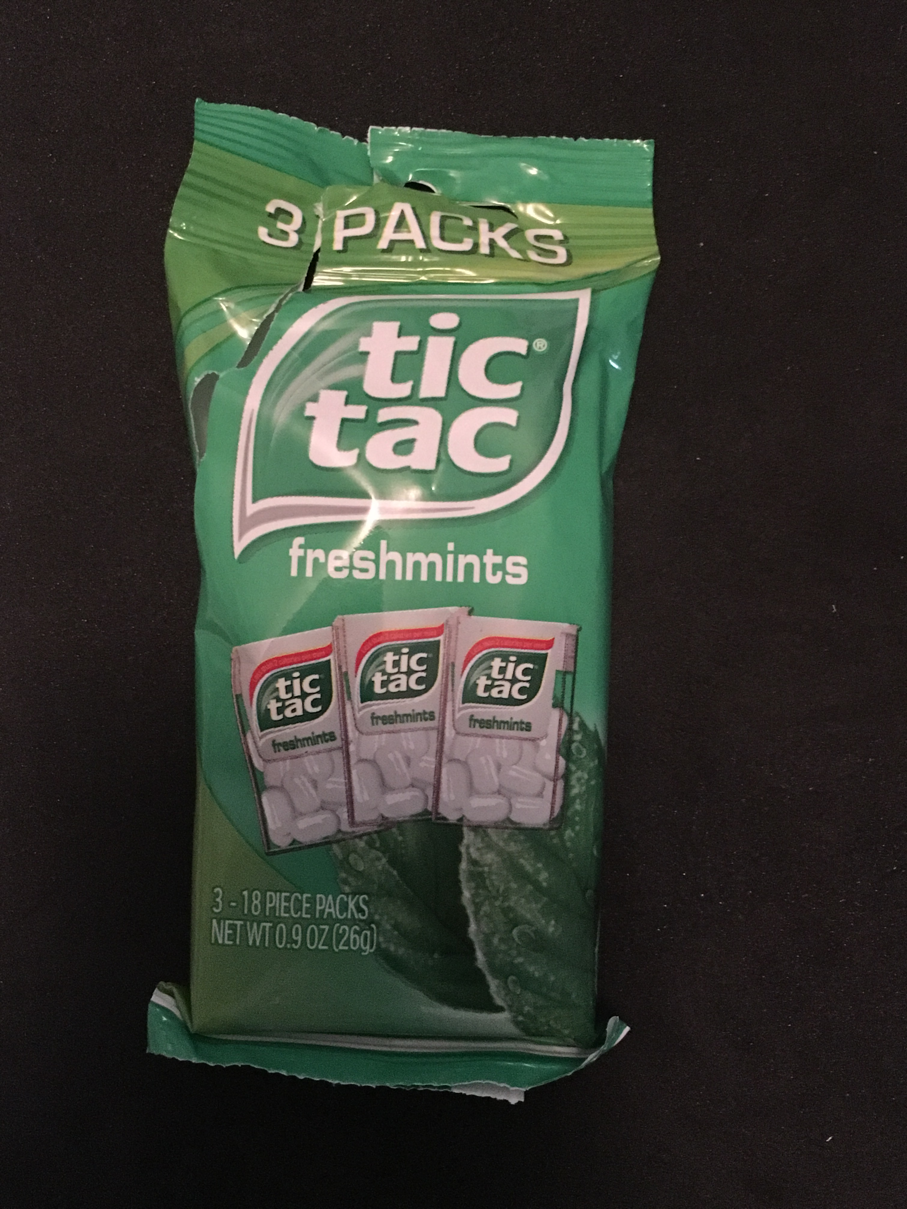 3 PACKS
tic
tac®
freshmints
tic
tac
freshmints
tic
tac
freshmints
tic
tac
freshmints
3 - 18 PIECE PACKS
NET WT 0.9 OZ (26g)